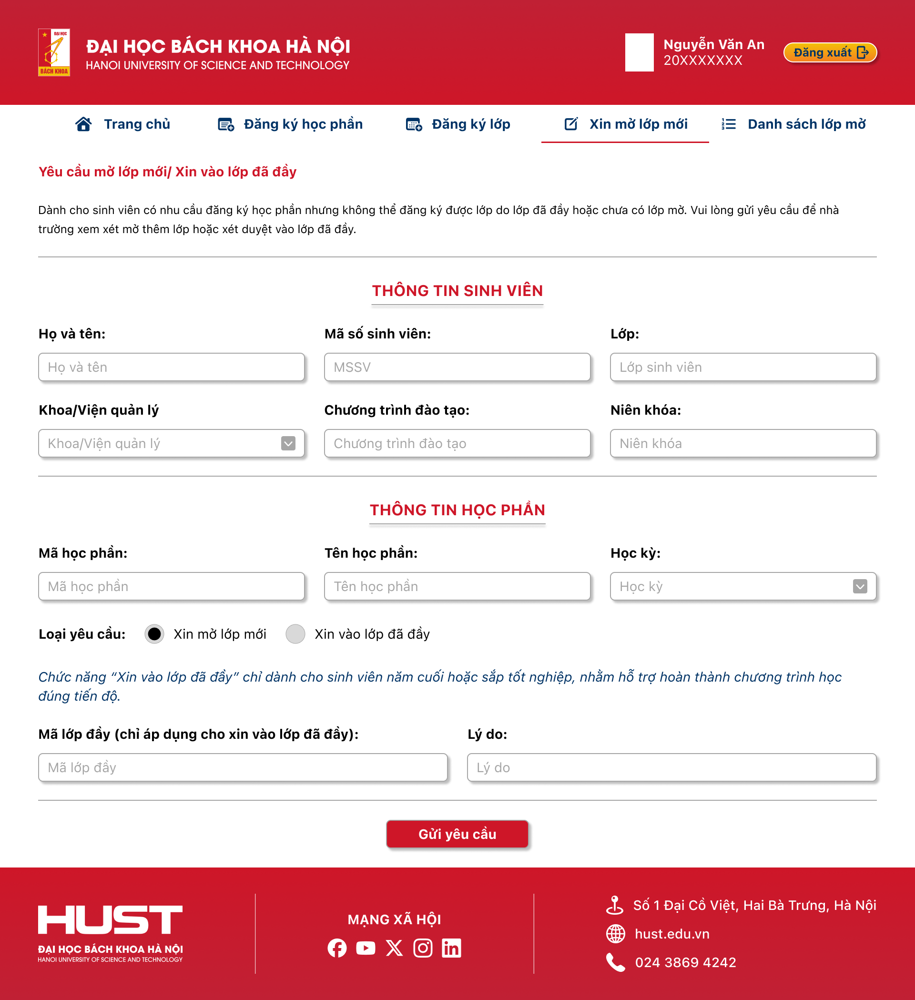 ĐẠI HỌC
BÁCH KHOA
ĐẠI HỌC BÁCH KHOA HÀ NỘI
HANOI UNIVERSITY OF SCIENCE AND TECHNOLOGY
Nguyễn Văn An
20XXXXXXX
Đăng xuất
Trang chủ
Đăng ký học phần
Đăng ký lớp
Xin mở lớp mới
Danh sách lớp mở
Yêu cầu mở lớp mới/ Xin vào lớp đã đầy
Dành cho sinh viên có nhu cầu đăng ký học phần nhưng không thể đăng ký được lớp do lớp đã đầy hoặc chưa có lớp mở. Vui lòng gửi yêu cầu để nhà
trường xem xét mở thêm lớp hoặc xét duyệt vào lớp đã đầy.
THÔNG TIN SINH VIÊN
Họ và tên:
Mã số sinh viên:
Lớp:
Họ và tên
MSSV
Lớp sinh viên
Khoa/Viện quản lý
Chương trình đào tạo:
Niên khóa:
Khoa/Viện quản lý
Chương trình đào tạo
Niên khóa
THÔNG TIN HỌC PHẦN
Mã học phần:
Tên học phần:
Học kỳ:
Mã học phần
Tên học phần
Học kỳ
Loại yêu cầu:
Xin mở lớp mới
Xin vào lớp đã đầy
Chức năng “Xin vào lớp đã đầy” chỉ dành cho sinh viên năm cuối hoặc sắp tốt nghiệp, nhằm hỗ trợ hoàn thành chương trình học
đúng tiến độ.
Mã lớp đầy (chỉ áp dụng cho xin vào lớp đã đầy):
Lý do:
Mã lớp đầy
Lý do
Gửi yêu cầu
HUST
ĐẠI HỌC BÁCH KHOA HÀ NỘI
HANOI UNIVERSITY OF SCIENCE AND TECHNOLOGY
MẠNG XÃ HỘI
Số 1 Đại Cồ Việt, Hai Bà Trưng, Hà Nội
hust.edu.vn
024 3869 4242